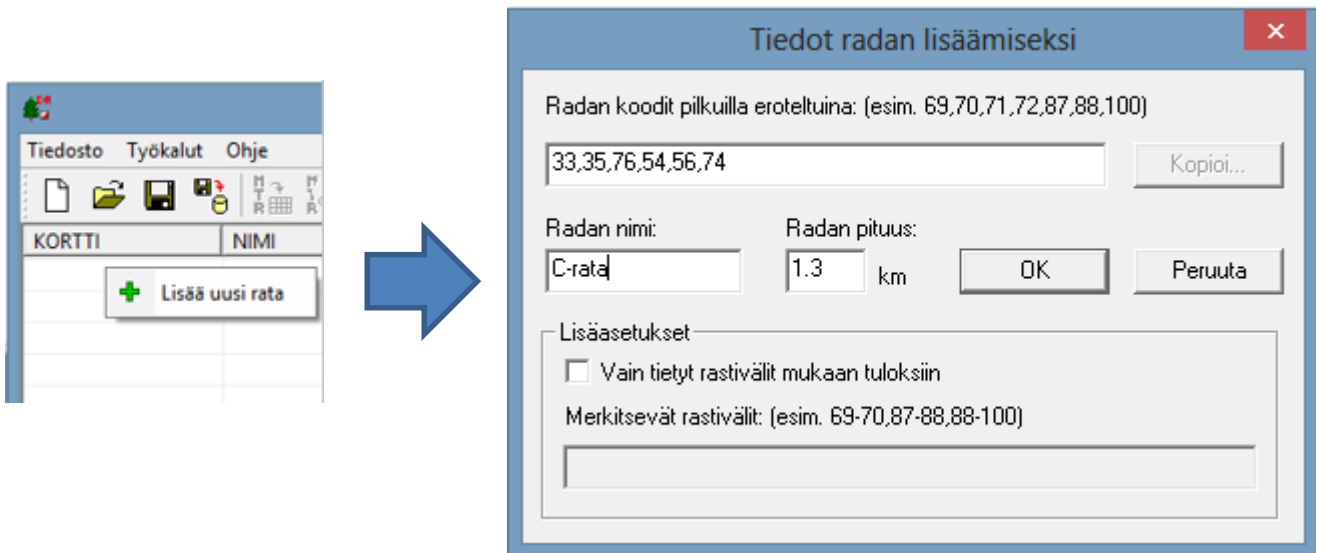 Tiedosto Työkalut Ohje
MTR
KORTTI NIMI
Lisää uusi rata
Tiedot radan lisäämiseksi
Radan koodit pilkuilla eroteltuina: (esim. 69,70,71,72,87,88,100)
33,35,76,54,56,74 Kopioi...
Radan nimi: Radan pituus:
C-rata 1.3 km OK Peruuta
Lisäasetukset
Vain tietyt rastivälit mukaan tuloksiin
Merkitsevät rastivälit: (esim. 69-70,87-88,88-100)